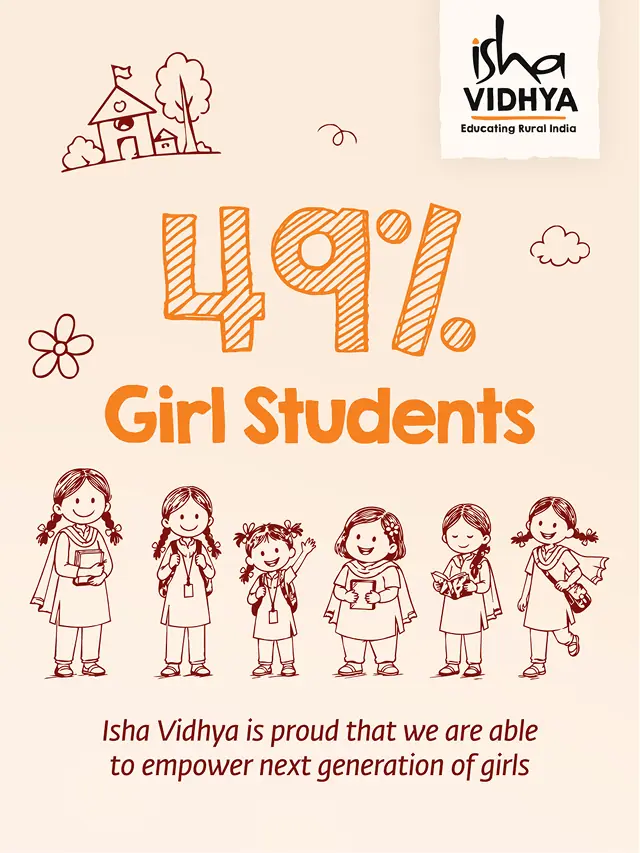 isha
VIDHYA
Educating Rural India
49%
Girl Students
Isha Vidhya is proud that we are able
to empower next generation of girls